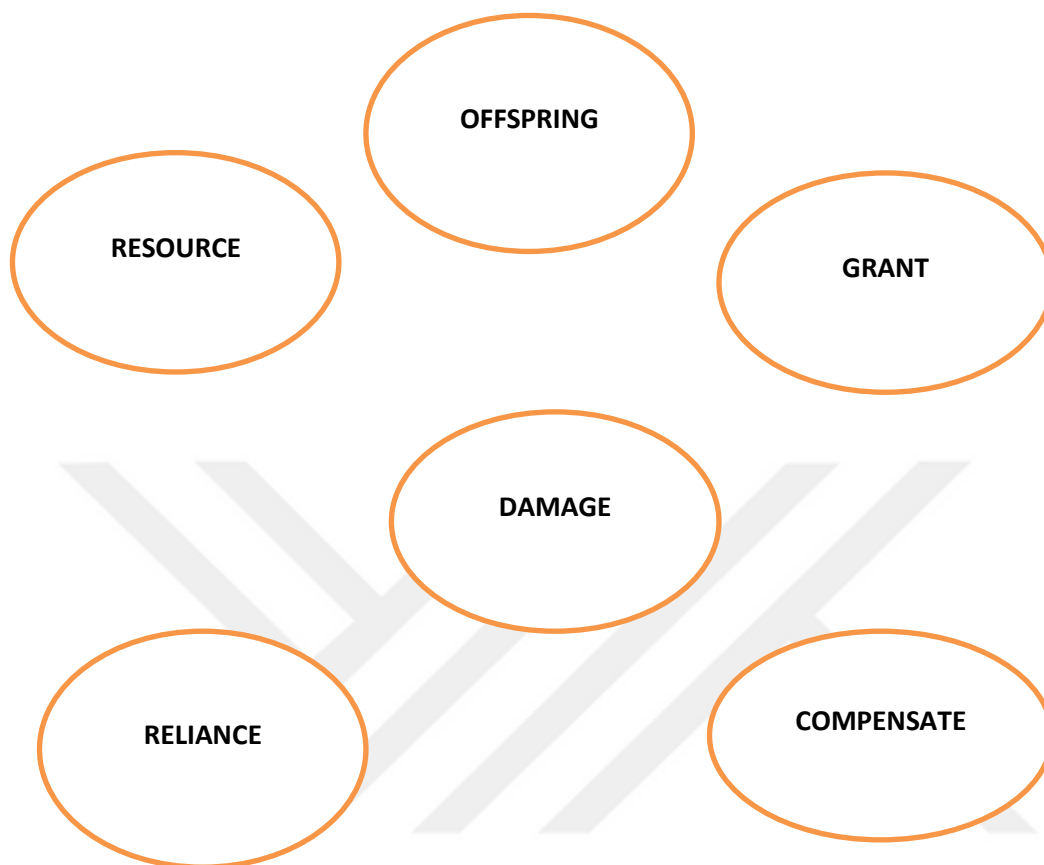 OFFSPRING
RESOURCE
GRANT
DAMAGE
RELIANCE
COMPENSATE